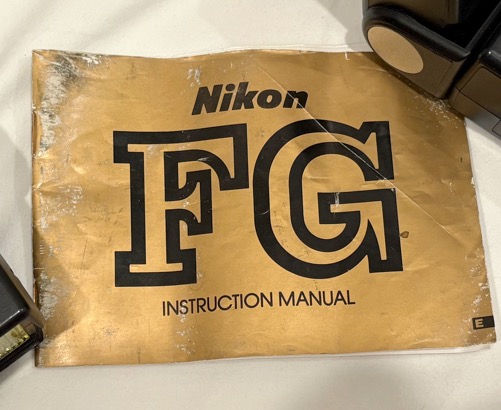 Nikon
FG
INSTRUCTION MANUAL
E